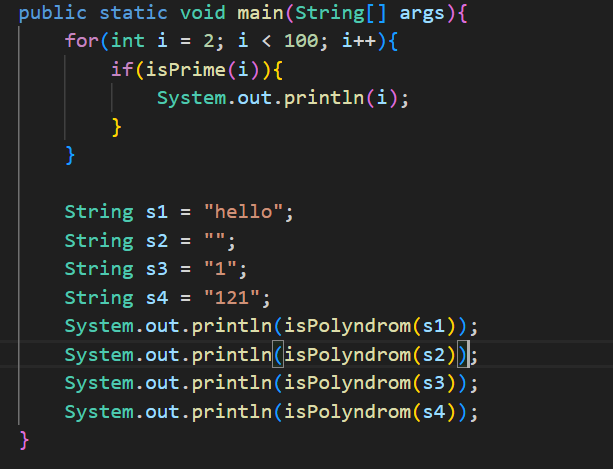 public static void main(String[] args){
for(int i = 2; i < 100; i++){
if(isPrime(i)){
System.out.println(i);
}
}
String s1 = "hello";
String s2 = "";
String s3 = "1";
String s4 = "121";
System.out.println(isPolyndrom(s1));
System.out.println(isPolyndrom(s2));
System.out.println(isPolyndrom(s3));
System.out.println(isPolyndrom(s4));
}